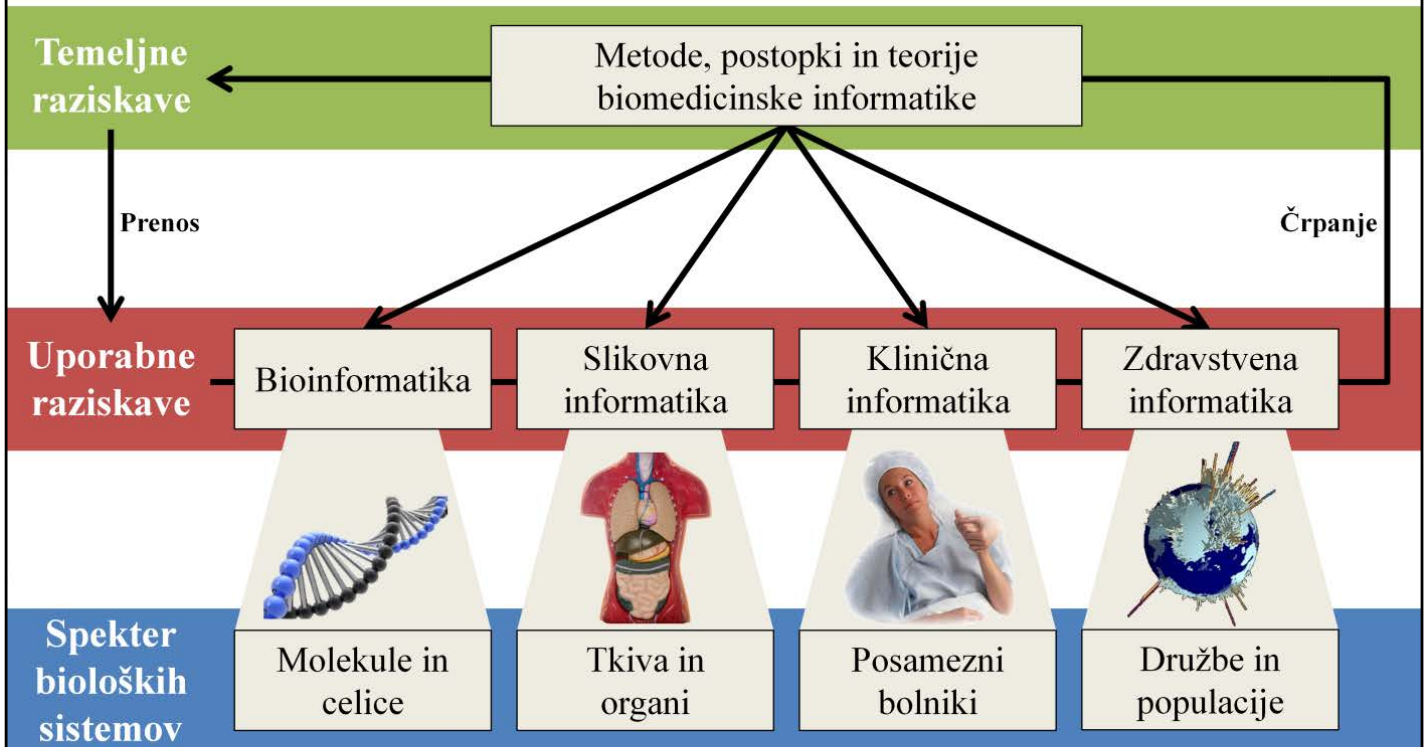 Temeljne
raziskave
Metode, postopki in teorije
biomedicinske informatike
Prenos
Črpanje
Uporabne
raziskave
Bioinformatika
Slikovna
informatika
Klinična
informatika
Zdravstvena
informatika
Spekter
bioloških
sistemov
Molekule in
celice
Tkiva in
organi
Posamezni
bolniki
Družbe in
populacije